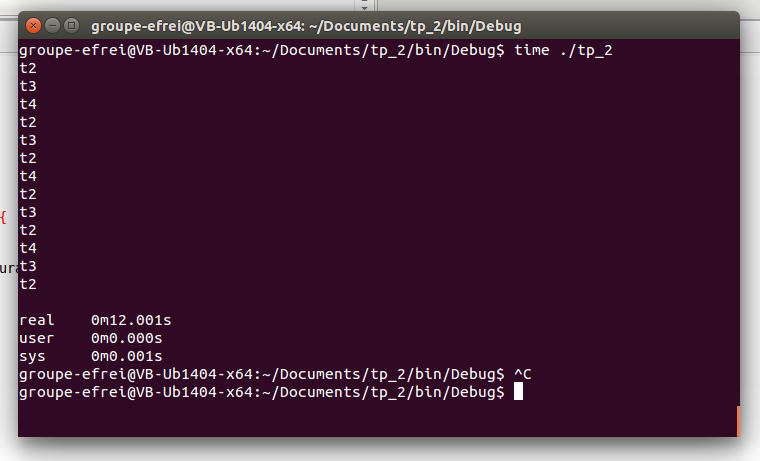 groupe-efrei@VB-Ub1404-x64: ~/Documents/tp_2/bin/Debug
groupe-efrei@VB-Ub1404-x64:~/Documents/tp_2/bin/Debug$ time ./tp_2
t2
t3
t4
t2
t3
t2
t4
t2
t3
t2
t4
t3
t2
real    0m12.001s
user    0m0.000s
sys     0m0.001s
groupe-efrei@VB-Ub1404-x64:~/Documents/tp_2/bin/Debug$ ^C
groupe-efrei@VB-Ub1404-x64:~/Documents/tp_2/bin/Debug$
{
ura